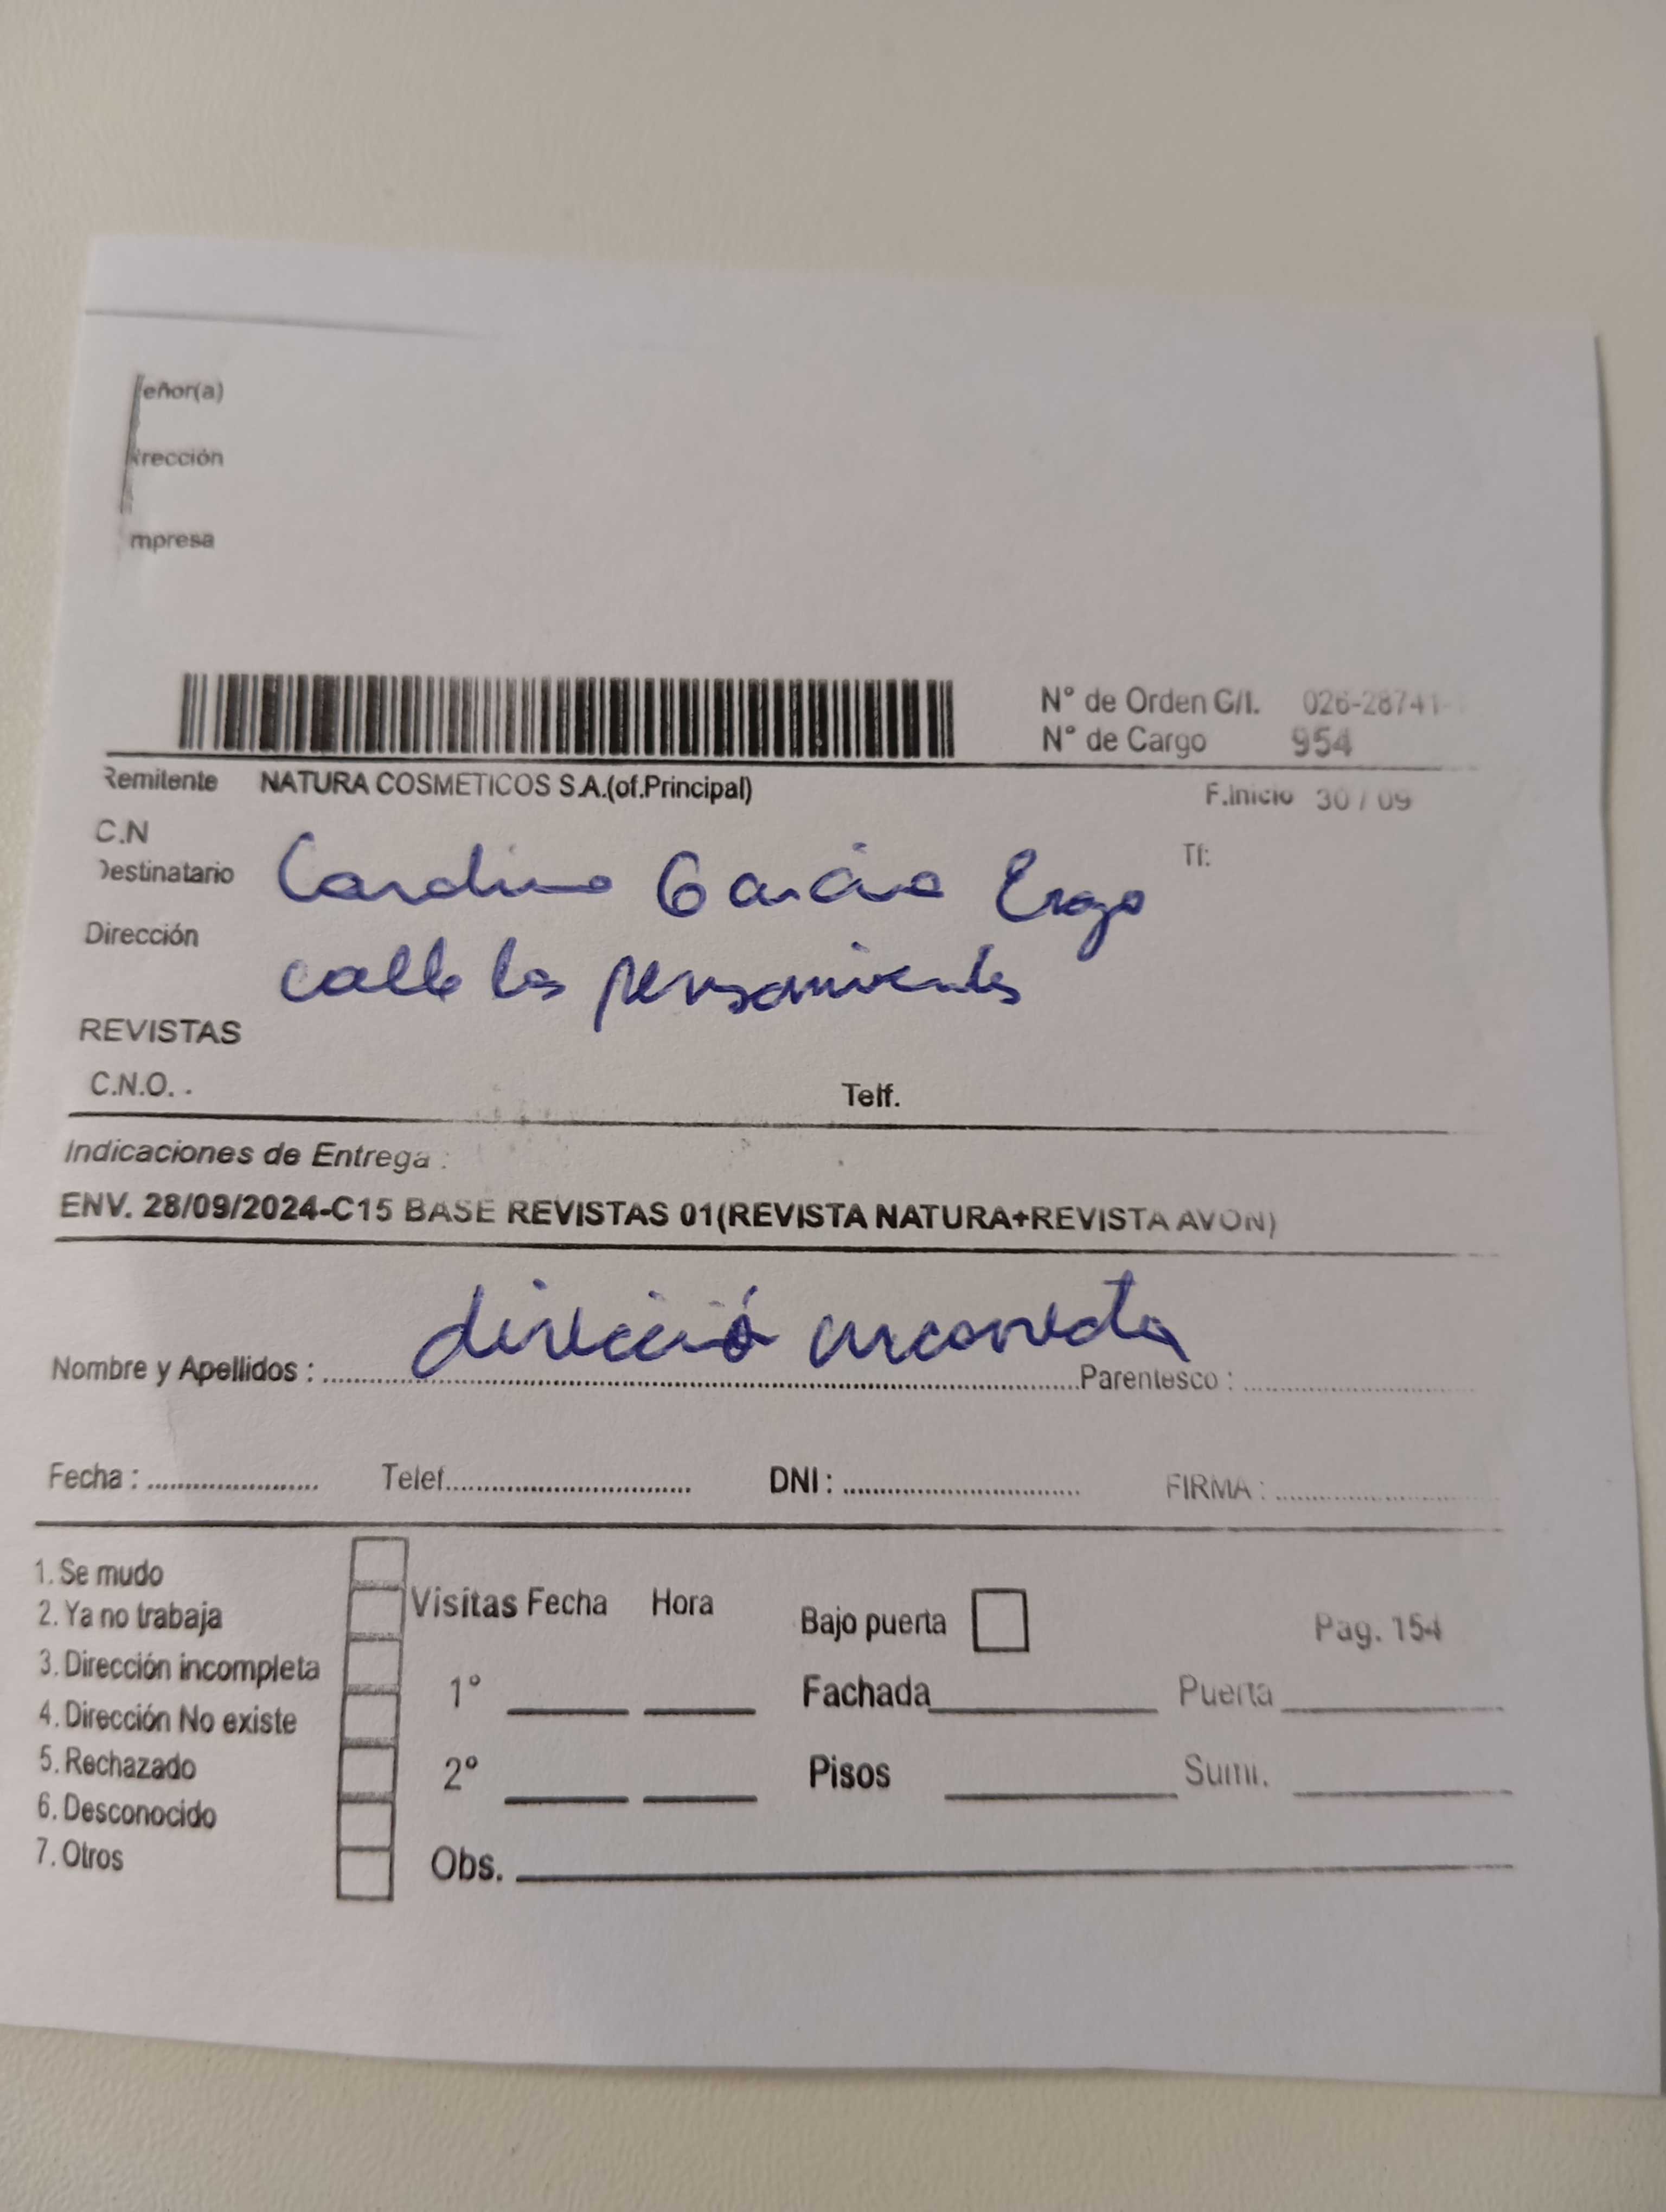 eñor(a)
rección
mpresa
N° de Orden C/I. 026-28741-
N° de Cargo 954
Remitente NATURA COSMETICOS S.A.(of.Principal)
F.Inicio 30 / 09
C.N
Destinatario Garcia Tf:
Dirección calle los pensamientos
REVISTAS
C.N.O. . Telf.
Indicaciones de Entrega :
ENV. 28/09/2024-C15 BASE REVISTAS 01(REVISTA NATURA+REVISTA AVON)
direcció incorrecta
Nombre y Apellidos : Parentesco :
Fecha : Telef. DNI : FIRMA :
1. Se mudo
2. Ya no trabaja
3. Dirección incompleta
4. Dirección No existe
5. Rechazado
6. Desconocido
7. Otros
Visitas Fecha Hora
1°
2°
Obs.
Bajo puerta
Fachada
Pisos
Pag. 154
Puerta
Sumi.